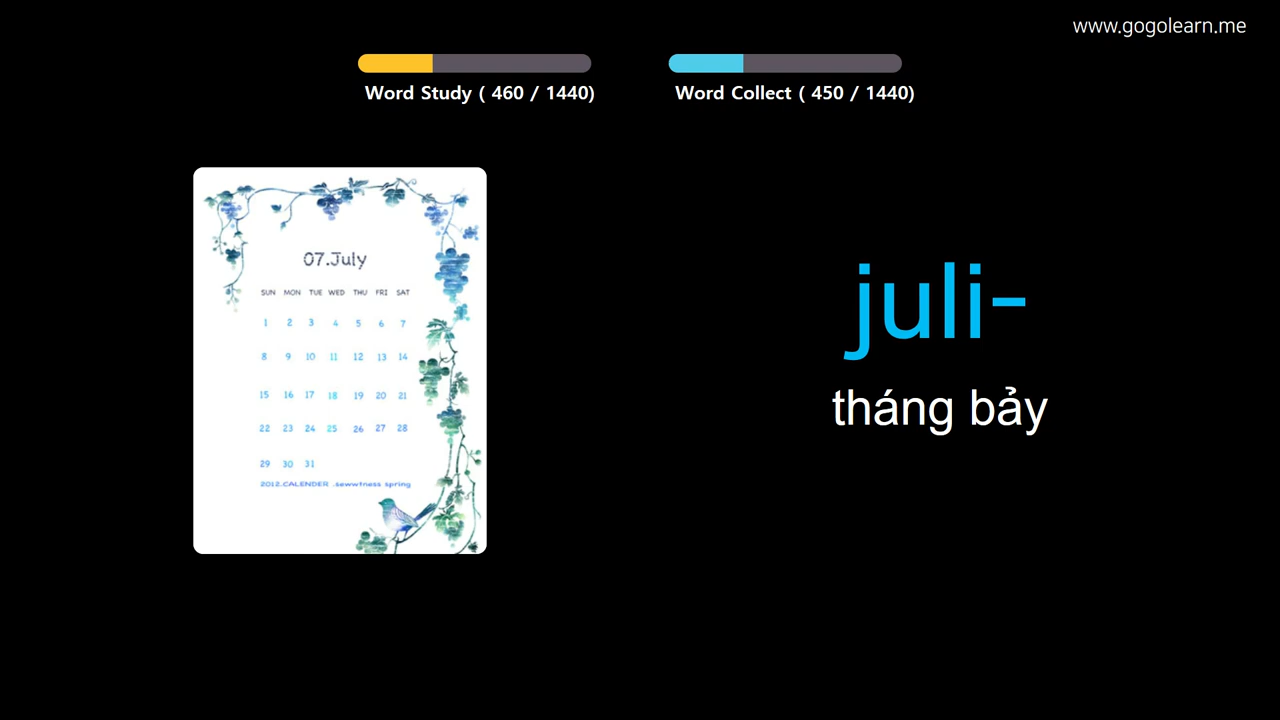 www.gogolearn.me
Word Study ( 460 / 1440)
Word Collect ( 450 / 1440)
07.July
SUN MON TUE WED THU FRI SAT
1 2 3 4 5 6 7
8 9 10 11 12 13 14
15 16 17 18 19 20 21
22 23 24 25 26 27 28
29 30 31
2012.CALENDER .sewwtness spring
juli-
tháng bảy